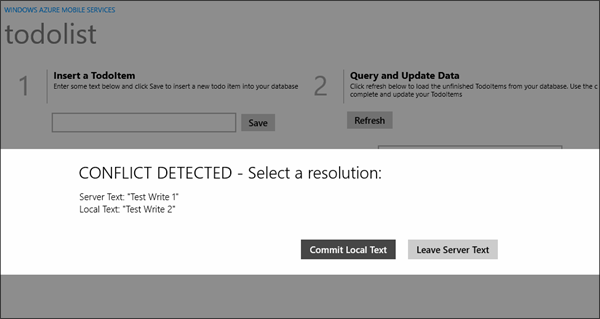 WINDOWS AZURE MOBILE SERVICES
todolist
1
Insert a TodoItem
Enter some text below and click Save to insert a new todo item into your database
Save
2
Query and Update Data
Click refresh below to load the unfinished TodoItems from your database. Use the c
complete and update your TodoItems
Refresh
CONFLICT DETECTED - Select a resolution:
Server Text: "Test Write 1"
Local Text: "Test Write 2"
Commit Local Text
Leave Server Text